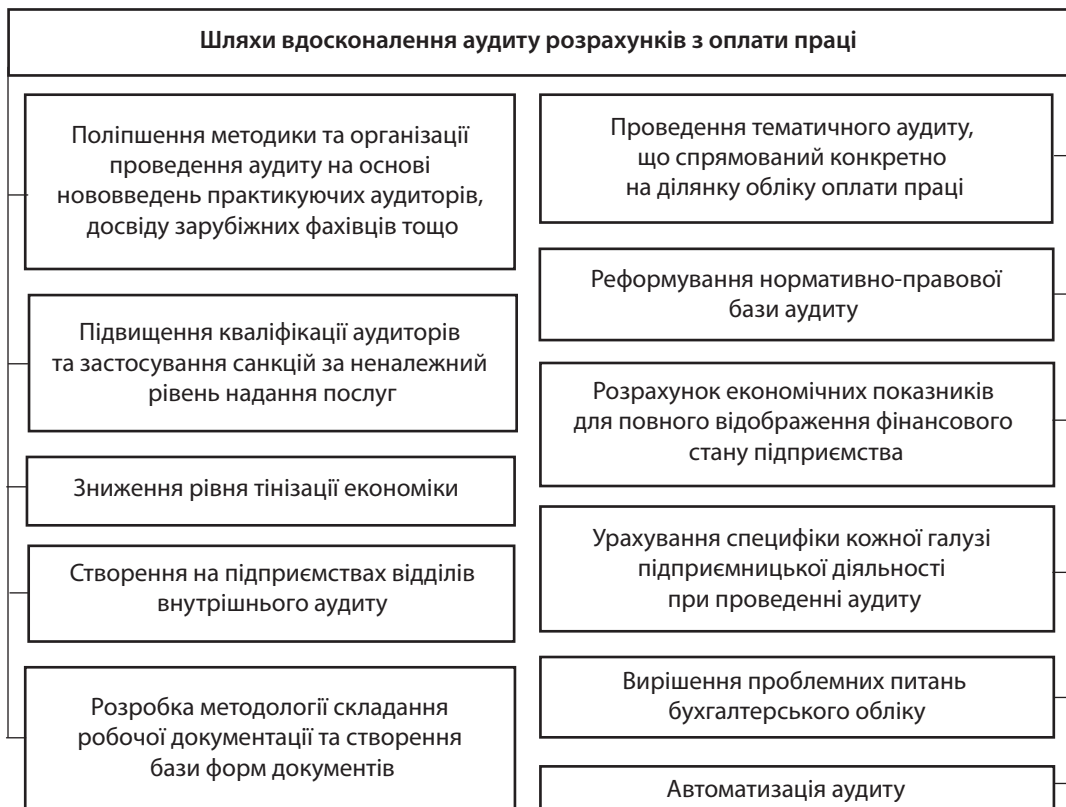 Шляхи вдосконалення аудиту розрахунків з оплати праці
Поліпшення методики та організації
проведення аудиту на основі
нововведень практикуючих аудиторів,
досвіду зарубіжних фахівців тощо
Підвищення кваліфікації аудиторів
та застосування санкцій за неналежний
рівень надання послуг
Зниження рівня тінізації економіки
Створення на підприємствах відділів
внутрішнього аудиту
Розробка методології складання
робочої документації та створення
бази форм документів
Проведення тематичного аудиту,
що спрямований конкретно
на ділянку обліку оплати праці
Реформування нормативно-правової
бази аудиту
Розрахунок економічних показників
для повного відображення фінансового
стану підприємства
Урахування специфіки кожної галузі
підприємницької діяльності
при проведенні аудиту
Вирішення проблемних питань
бухгалтерського обліку
Автоматизація аудиту